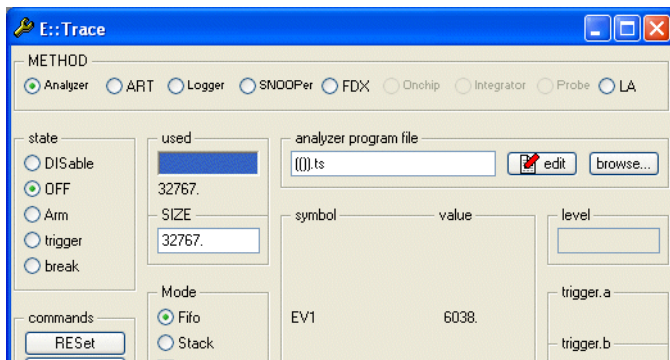 E::Trace
METHOD
Analyzer ART Logger SNOOPer FDX Onchip Integrator Probe LA
state used analyzer program file
DISable
(()).ts edit browse...
OFF 32767.
Arm SIZE symbol value level
trigger 32767.
break
Mode trigger.a
commands Fifo EV1 6038.
RESet Stack trigger.b